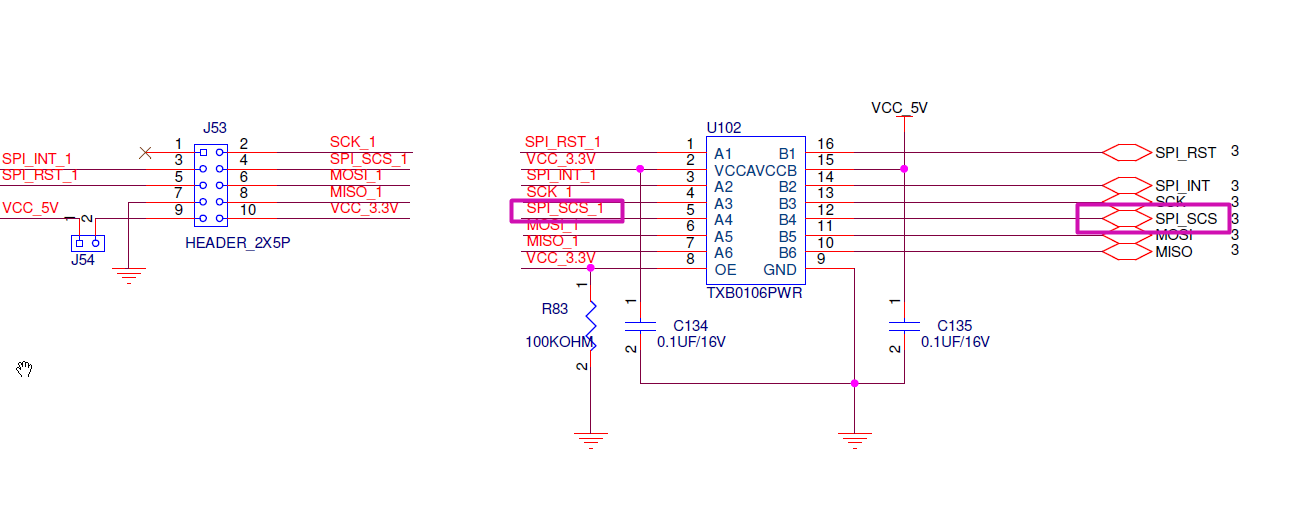 J53
1 2 SCK_1
SPI_INT_1 3 4 SPI_SCS_1
SPI_RST_1 5 6 MOSI_1
7 8 MISO_1
VCC_5V 9 10 VCC_3.3V
1 2
J54
HEADER_2X5P
VCC_5V
U102
SPI_RST_1 1 A1 B1 16 SPI_RST 3
VCC_3.3V 2 VCCAVCCB 15
SPI_INT_1 3 A2 B2 14 SPI_INT 3
SCK_1 4 A3 B3 13 SCK 3
SPI_SCS_1 5 A4 B4 12 SPI_SCS 3
MOSI_1 6 A5 B5 11 MOSI 3
MISO_1 7 A6 B6 10 MISO 3
VCC_3.3V 8 OE GND 9
TXB0106PWR
1
R83
100KOHM
2
1
C134
0.1UF/16V
2
1
C135
0.1UF/16V
2